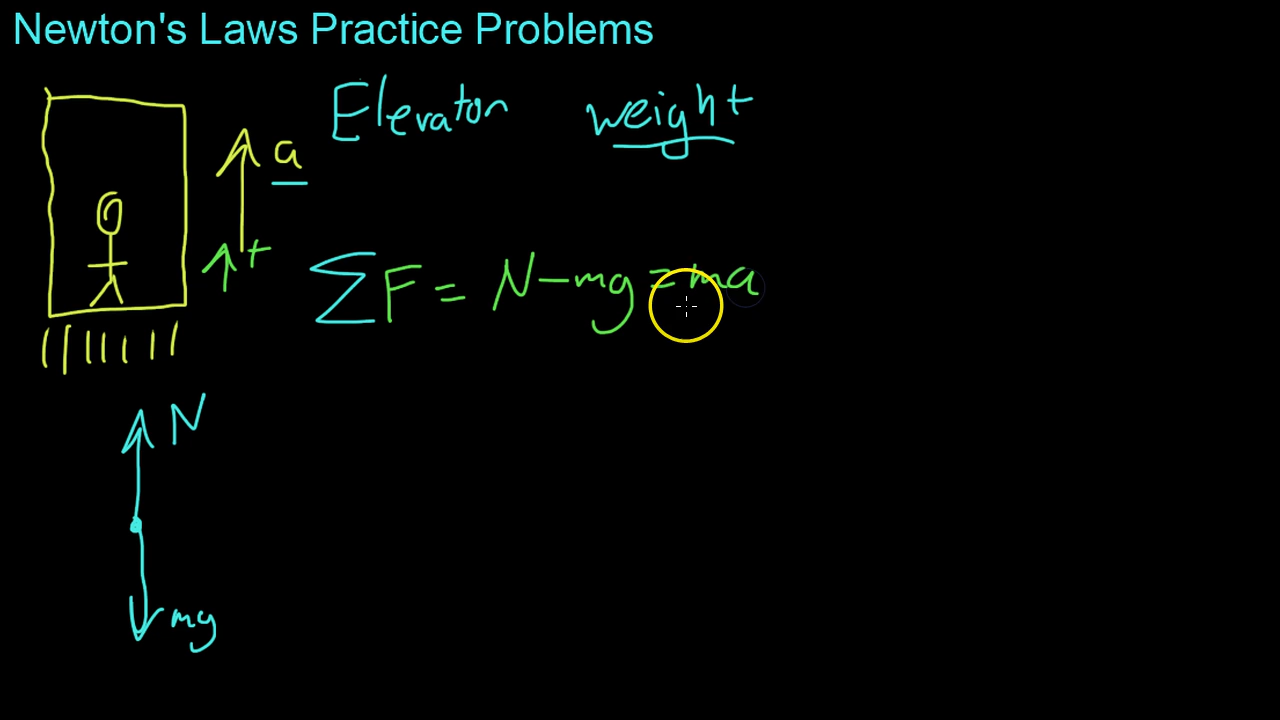 Newton's Laws Practice Problems
Elevator weight
a
+
ΣF = N - mg = ma
N
mg